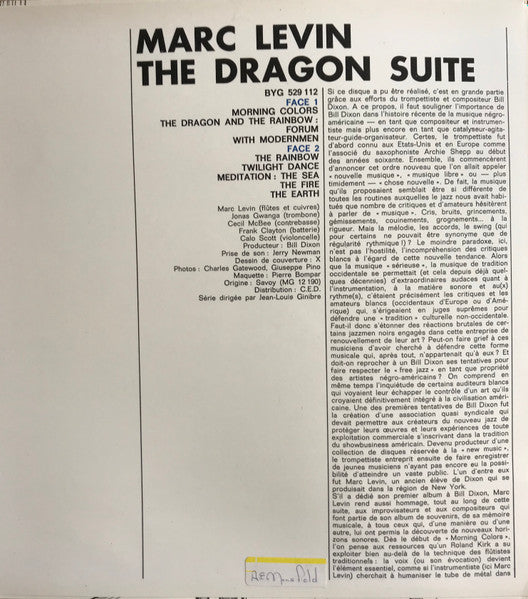 MARC LEVIN
THE DRAGON SUITE
BYG 529 112
FACE 1
MORNING COLORS
THE DRAGON AND THE RAINBOW :
FORUM
WITH MODERNMEN
FACE 2
THE RAINBOW
TWILIGHT DANCE
MEDITATION : THE SEA
THE FIRE
THE EARTH
Marc Levin (flûtes et cuivres)
Jonas Gwanga (trombone)
Cecil McBee (contrebasse)
Frank Clayton (batterie)
Calo Scott (violoncelle)
Producteur : Bill Dixon
Prise de son : Jerry Newman
Dessin de couverture : X
Photos : Charles Gatewood, Giuseppe Pino
Maquette : Pierre Bompar
Origine : Savoy (MG 12 190)
Distribution : C.E.D.
Série dirigée par Jean-Louis Ginibre
Si ce disque a pu être réalisé, c'est en grande partie
grâce aux efforts du trompettiste et compositeur Bill
Dixon. A ce propos, il faut souligner l'importance de
Bill Dixon dans l'histoire récente de la musique négro-
américaine — en tant que compositeur et instrumen-
tiste mais plus encore en tant que catalyseur-agita-
teur-guide-organisateur. Certes, le trompettiste fut
d'abord connu aux Etats-Unis et en Europe comme
l'associé du saxophoniste Archie Shepp au début
des années soixante. Ensemble, ils commencèrent
d'annoncer cet ordre nouveau que l'on allait appeler
« nouvelle musique », « musique libre » ou — plus
timidement — « chose nouvelle ». De fait, la musique
qu'ils proposaient semblait être si différente de
toutes les routines auxquelles le jazz nous avait habi-
tués que nombre de critiques et d'amateurs hésitèrent
à parler de « musique ». Cris, bruits, grincements,
gémissements, couinements, grognements... à la
rigueur. Mais la mélodie, les accords, le swing (qui
pour certains ne pouvait être synonyme que de
régularité rythmique !) ? Le moindre paradoxe, ici,
n'est pas l'hostilité, l'incompréhension des critiques
blancs à l'égard de cette nouvelle tendance. Alors
que la musique « sérieuse », la musique de tradition
occidentale se permettait (et cela depuis déjà quel-
ques décennies) d'extraordinaires audaces quant à
l'instrumentation, à la matière sonore et au(x)
rythme(s), c'étaient précisément les critiques et les
amateurs blancs (occidentaux d'Europe ou d'Amé-
rique) qui, s'érigeaient en juges suprêmes pour
défendre une « tradition » culturelle non-occidentale.
Faut-il donc s'étonner des réactions brutales de cer-
tains jazzmen noirs engagés dans cette entreprise de
renouvellement de leur art ? Peut-on faire grief à ces
musiciens d'avoir cherché à défendre cette forme
musicale qui, après tout, n'appartenait qu'à eux ? Et
doit-on reprocher à un Bill Dixon ses tentatives pour
faire respecter le « free jazz » en tant que propriété
des artistes négro-américains ? On comprend en
même temps l'inquiétude de certains auditeurs blancs
qui voyaient leur échapper le contrôle d'un art qu'ils
croyaient définitivement intégré à la civilisation améri-
caine. Une des premières tentatives de Bill Dixon fut
la création d'une association quasi syndicale qui
devait permettre aux créateurs du nouveau jazz de
protéger leurs œuvres et leurs expériences de toute
exploitation commerciale s'inscrivant dans la tradition
du showbusiness américain. Devenu producteur d'une
collection de disques réservée à la « new music »,
le trompettiste entreprit ensuite de faire enregistrer
de jeunes musiciens n'ayant pas encore eu la possi-
bilité d'atteindre un vaste public. L'un d'entre eux
fut Marc Levin, un ancien élève de Dixon qui se
produisait dans la région de New York.
S'il a dédié son premier album à Bill Dixon, Marc
Levin rend aussi hommage, tout au long de cette
suite, aux improvisateurs et aux compositeurs qui
font partie de son album de souvenirs, de sa mémoire
musicale, à tous ceux qui, d'une manière ou d'une
autre, lui ont permis la découverte de nouveaux hori-
zons sonores. Dès le début de « Morning Colors »,
l'on pense aux ressources qu'un Roland Kirk a su
exploiter bien au-delà de la technique des flûtistes
traditionnels : la voix (ou son évocation) devient
l'élément essentiel, comme si l'instrumentiste (ici Marc
Levin) cherchait à humaniser le tube de métal dans